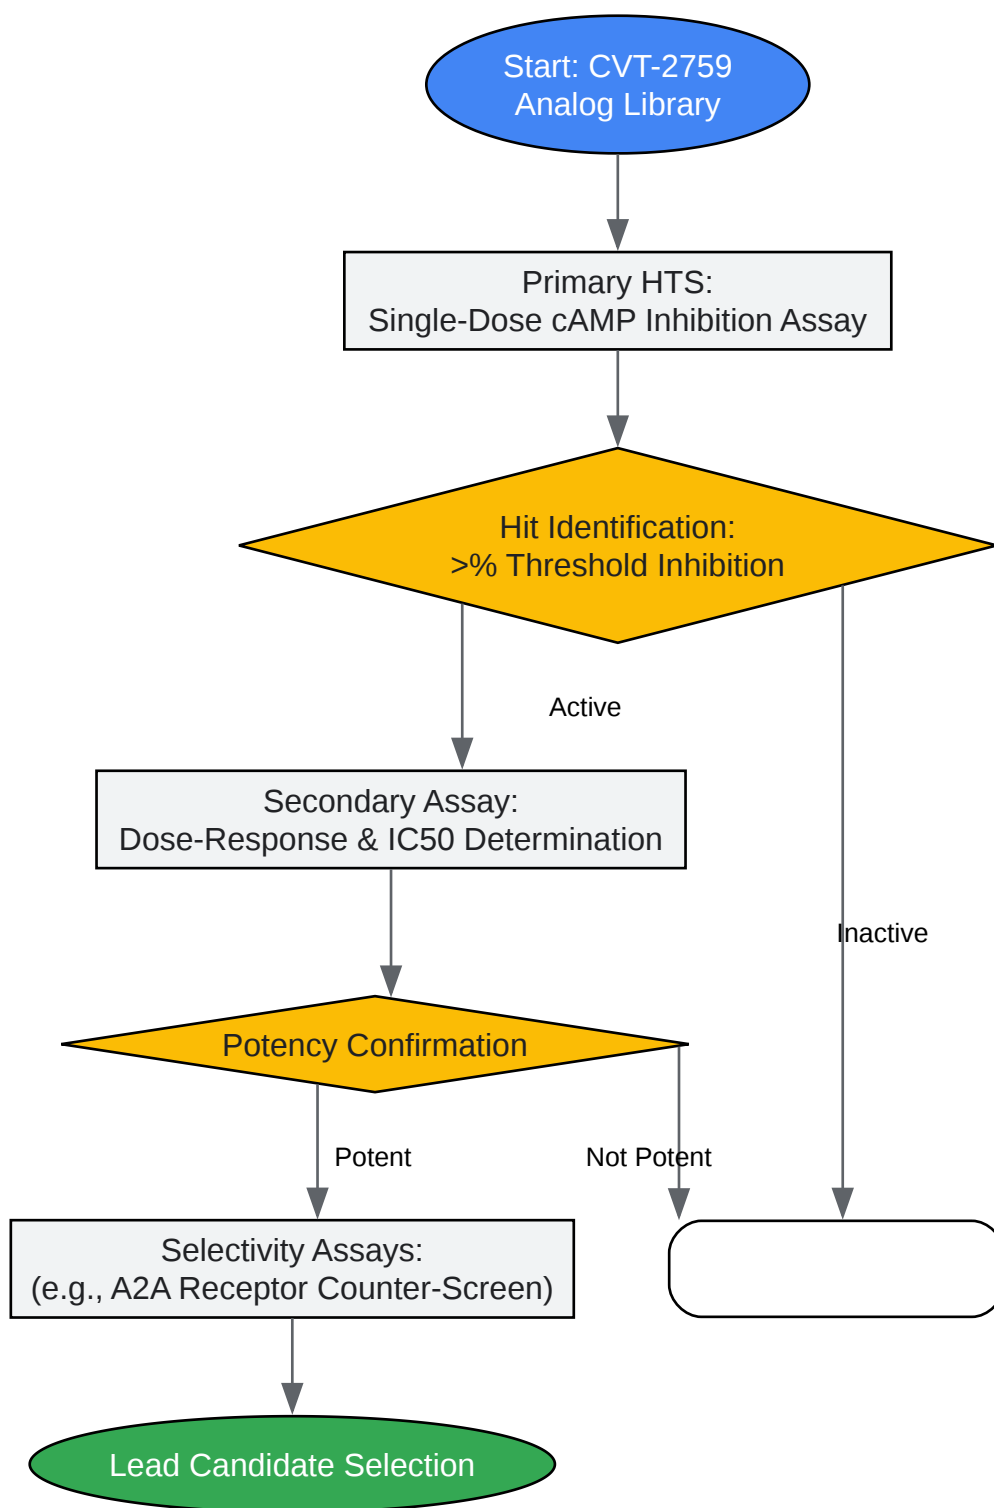 Start: CVT-2759
Analog Library
Primary HTS:
Single-Dose cAMP Inhibition Assay
Hit Identification:
>% Threshold Inhibition
Active
Secondary Assay:
Dose-Response & IC50 Determination
Inactive
Potency Confirmation
Potent
Not Potent
Selectivity Assays:
(e.g., A2A Receptor Counter-Screen)
Lead Candidate Selection